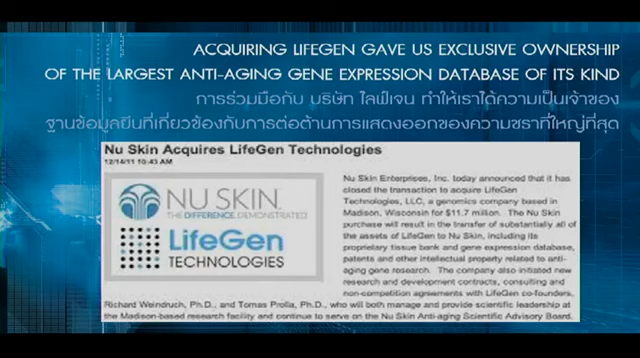 ACQUIRING LIFEGEN GAVE US EXCLUSIVE OWNERSHIP
OF THE LARGEST ANTI-AGING GENE EXPRESSION DATABASE OF ITS KIND
การร่วมมือกับ บริษัท ไลฟ์เจน ทำให้เราได้ความเป็นเจ้าของ
ฐานข้อมูลยีนที่เกี่ยวข้องกับการต่อต้านการแสดงออกของความชราที่ใหญ่ที่สุด
Nu Skin Acquires LifeGen Technologies
12/14/11 10:43 AM
NU SKIN
THE DIFFERENCE. DEMONSTRATED
LifeGen
TECHNOLOGIES
Nu Skin Enterprises, Inc. today announced that it has
closed the transaction to acquire LifeGen
Technologies, LLC, a genomics company based in
Madison, Wisconsin for $11.7 million. The Nu Skin
purchase will result in the transfer of substantially all of
the assets of LifeGen to Nu Skin, including its
proprietary tissue bank and gene expression database,
patents and other intellectual property related to anti-
aging gene research. The company also initiated new
research and development contracts, consulting and
non-competition agreements with LifeGen co-founders,
Richard Weindruch, Ph.D., and Tomas Prolla, Ph.D., who will both manage and provide scientific leadership at
the Madison-based research facility and continue to serve on the Nu Skin Anti-aging Scientific Advisory Board.